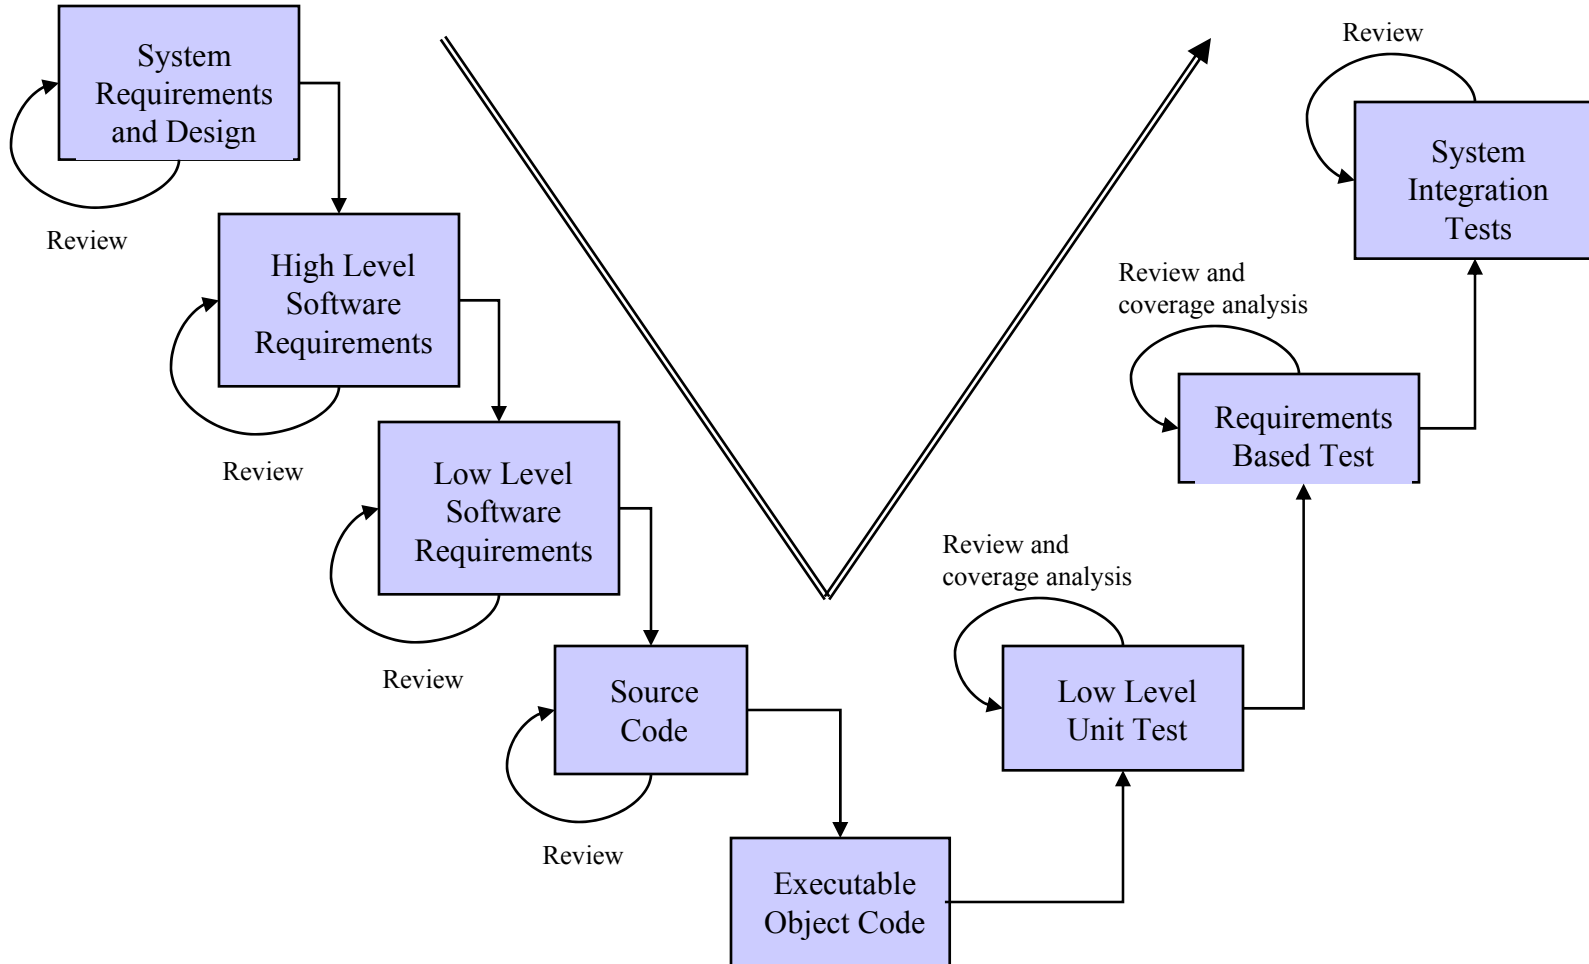 System
Requirements
and Design
Review
High Level
Software
Requirements
Review
Low Level
Software
Requirements
Review
Source
Code
Review
Executable
Object Code
Review and
coverage analysis
Low Level
Unit Test
Review and
coverage analysis
Requirements
Based Test
Review
System
Integration
Tests